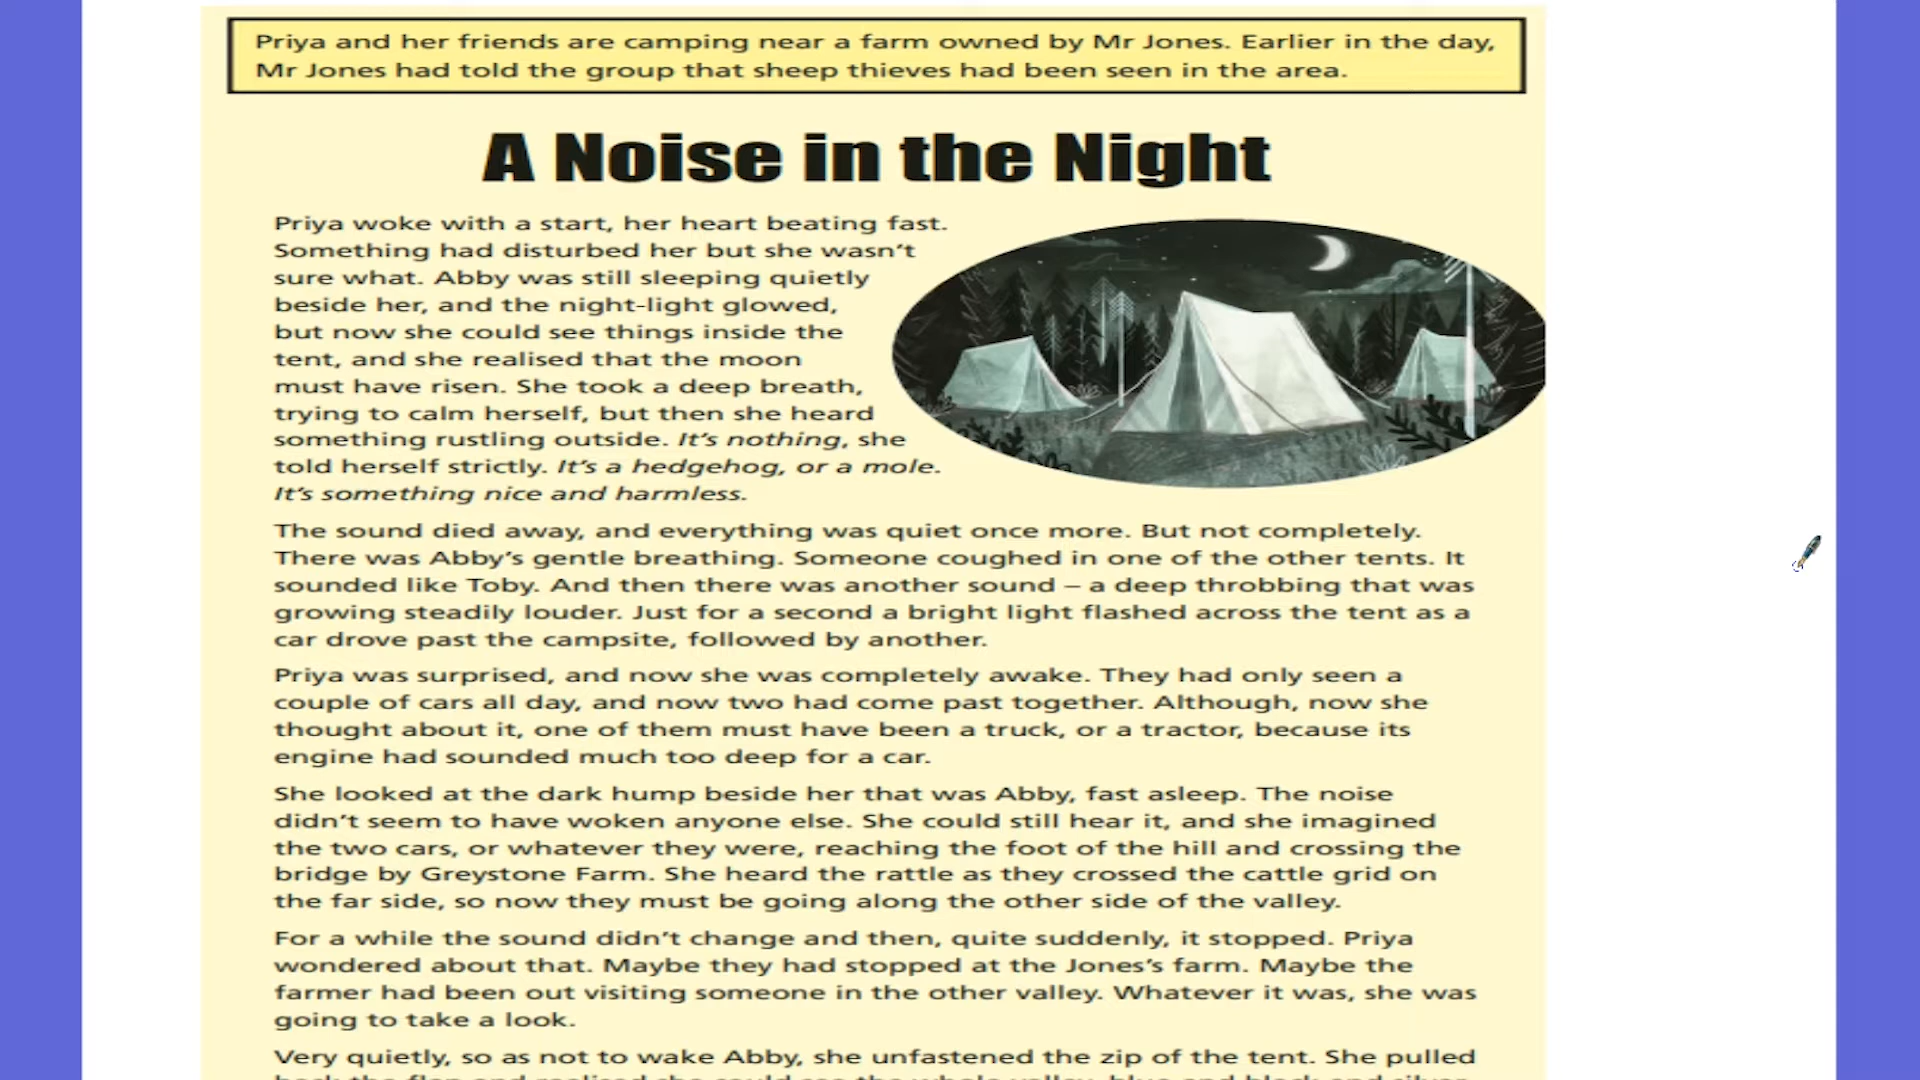 Priya and her friends are camping near a farm owned by Mr Jones. Earlier in the day,
Mr Jones had told the group that sheep thieves had been seen in the area.
A Noise in the Night
Priya woke with a start, her heart beating fast.
Something had disturbed her but she wasn't
sure what. Abby was still sleeping quietly
beside her, and the night-light glowed,
but now she could see things inside the
tent, and she realised that the moon
must have risen. She took a deep breath,
trying to calm herself, but then she heard
something rustling outside. It's nothing, she
told herself strictly. It's a hedgehog, or a mole.
It's something nice and harmless.
The sound died away, and everything was quiet once more. But not completely.
There was Abby's gentle breathing. Someone coughed in one of the other tents. It
sounded like Toby. And then there was another sound – a deep throbbing that was
growing steadily louder. Just for a second a bright light flashed across the tent as a
car drove past the campsite, followed by another.
Priya was surprised, and now she was completely awake. They had only seen a
couple of cars all day, and now two had come past together. Although, now she
thought about it, one of them must have been a truck, or a tractor, because its
engine had sounded much too deep for a car.
She looked at the dark hump beside her that was Abby, fast asleep. The noise
didn't seem to have woken anyone else. She could still hear it, and she imagined
the two cars, or whatever they were, reaching the foot of the hill and crossing the
bridge by Greystone Farm. She heard the rattle as they crossed the cattle grid on
the far side, so now they must be going along the other side of the valley.
For a while the sound didn't change and then, quite suddenly, it stopped. Priya
wondered about that. Maybe they had stopped at the Jones's farm. Maybe the
farmer had been out visiting someone in the other valley. Whatever it was, she was
going to take a look.
Very quietly, so as not to wake Abby, she unfastened the zip of the tent. She pulled
back the flap and realised she could see the whole valley, blue and black and silver